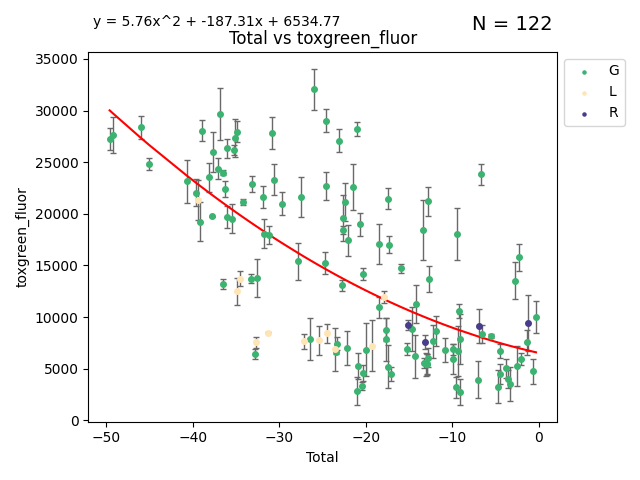 y = 5.76x^2 + -187.31x + 6534.77
N = 122
Total vs toxgreen_fluor
35000
30000
25000
20000
15000
10000
5000
0
toxgreen_fluor
−50
−40
−30
−20
−10
0
Total
G
L
R